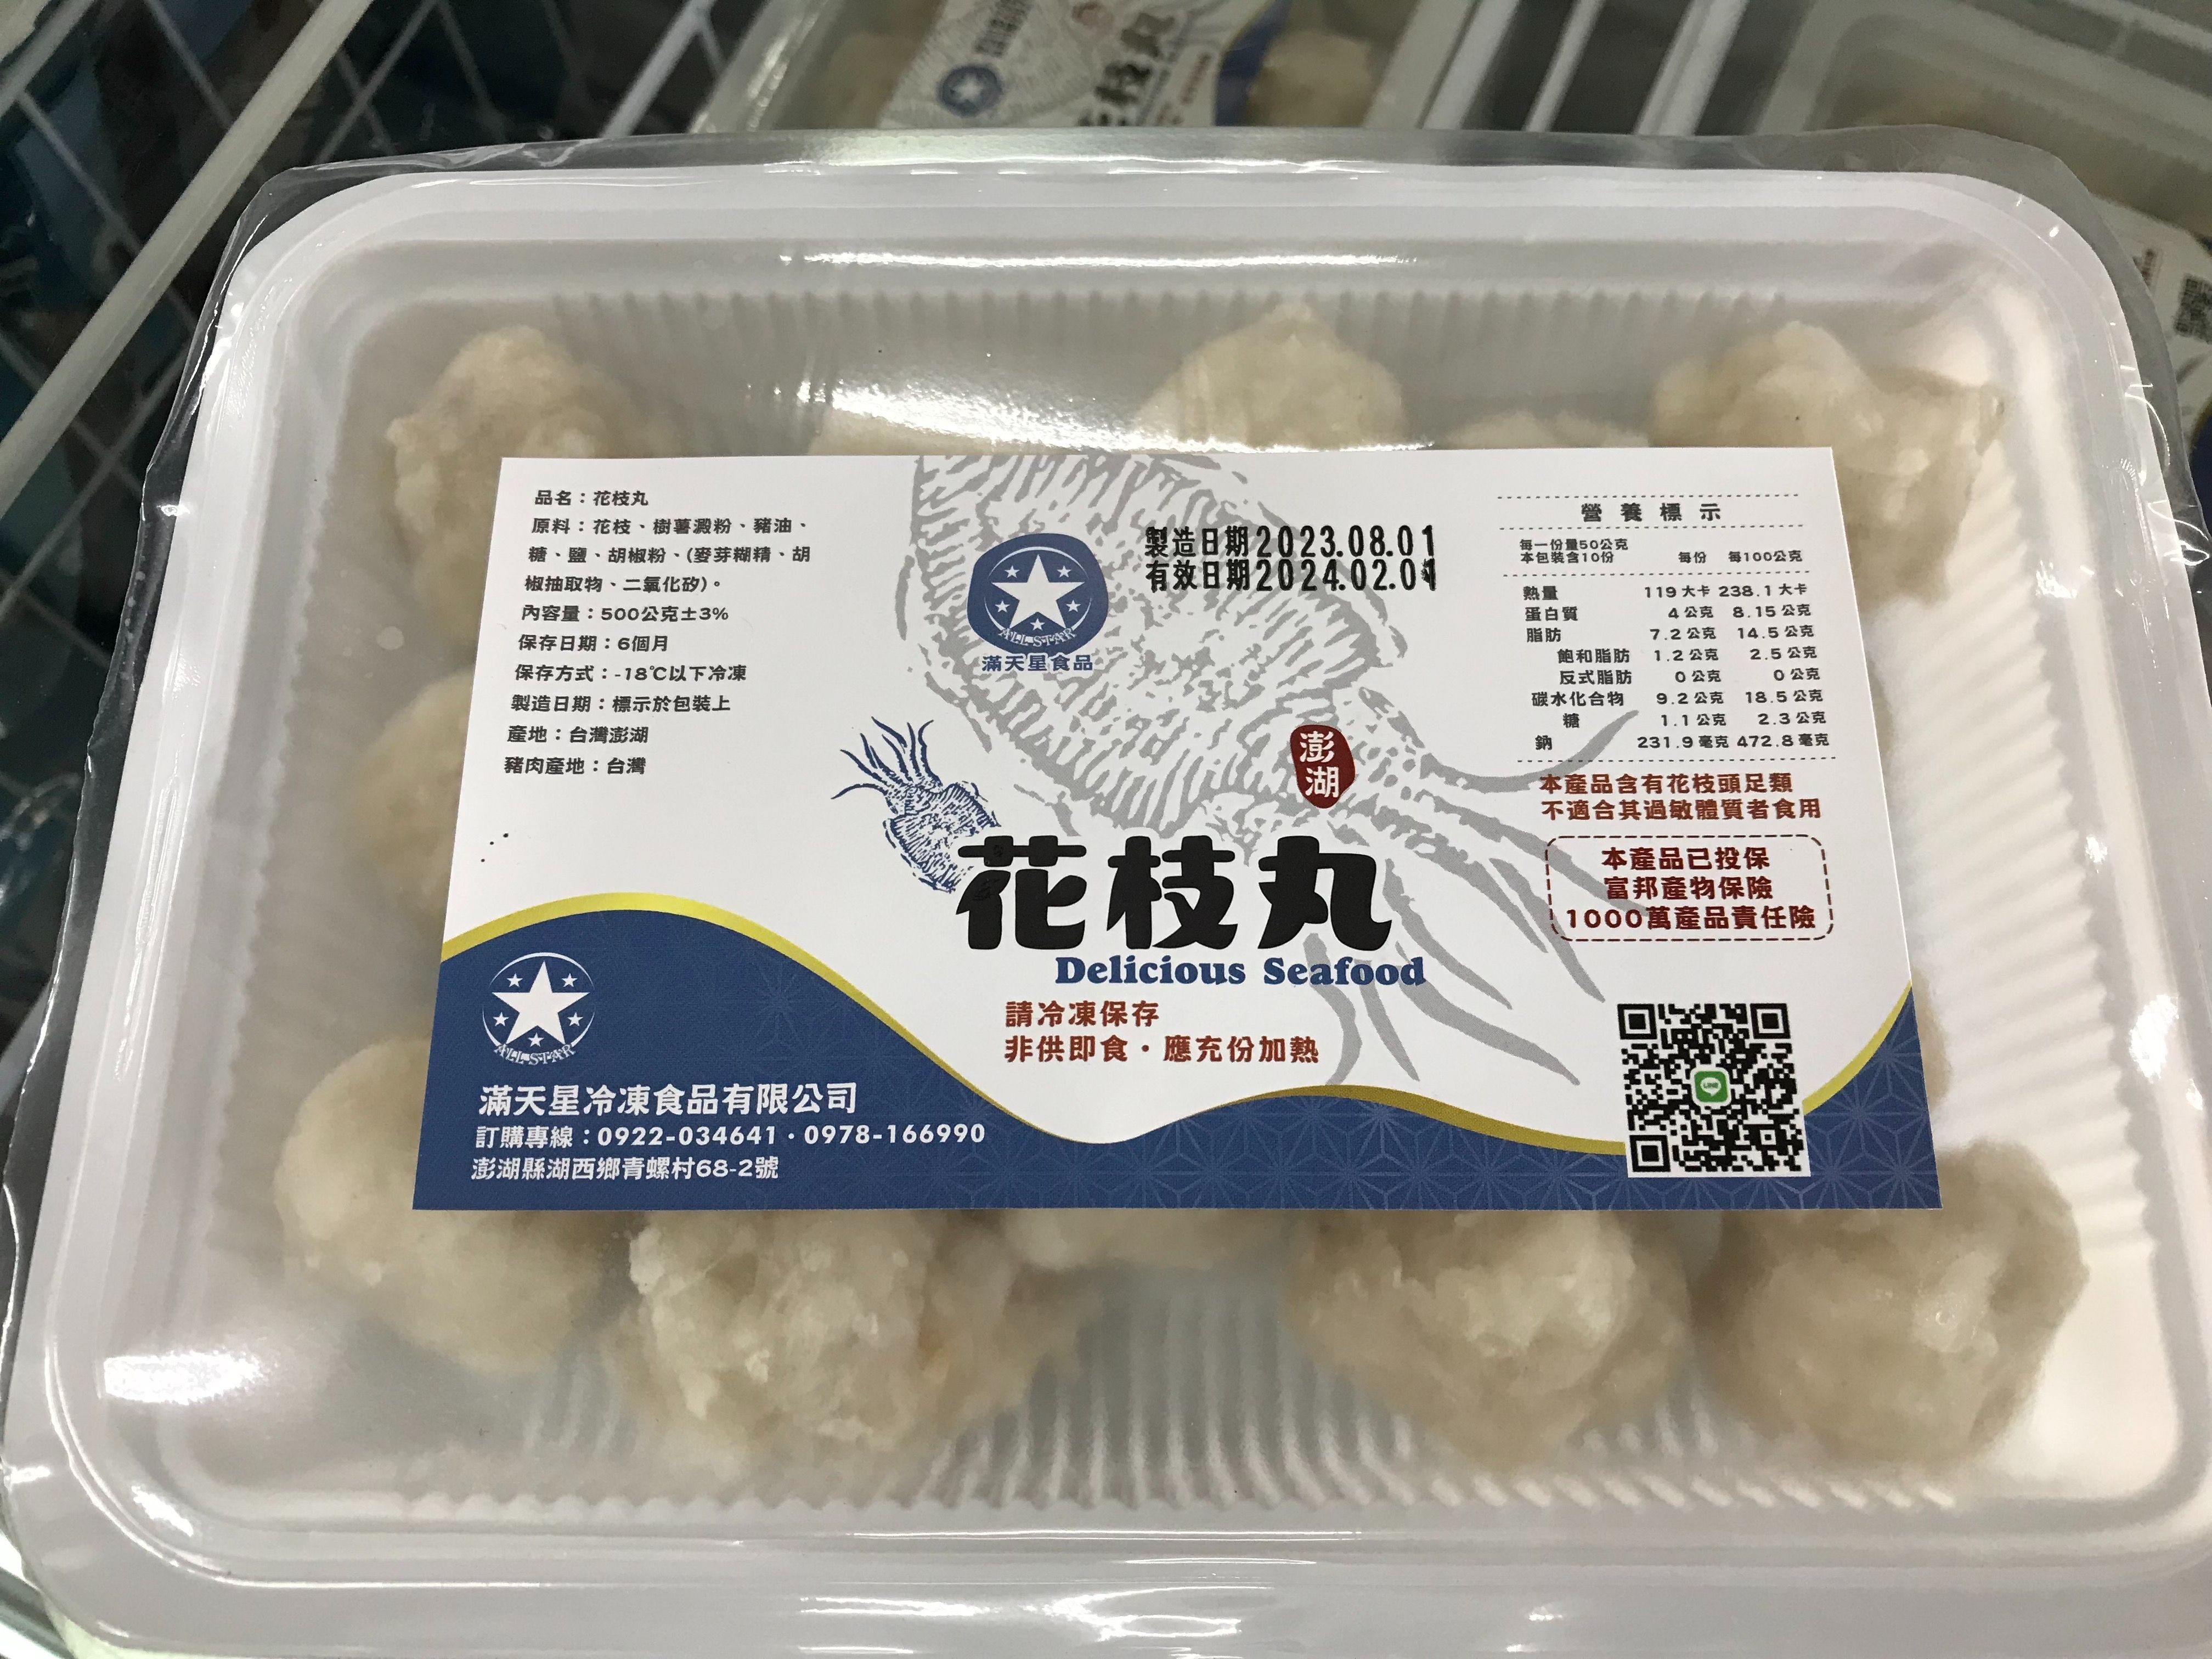 品名：花枝丸
原料：花枝、樹薯澱粉、豬油、
糖、鹽、胡椒粉、(麥芽糊精、胡
椒抽取物、二氧化矽)。
內容量：500公克±3%
保存日期：6個月
保存方式：-18℃以下冷凍
製造日期：標示於包裝上
產地：台灣澎湖
豬肉產地：台灣
ALL STAR
滿天星食品
製造日期2023.08.01
有效日期2024.02.01
澎湖
花枝丸
Delicious Seafood
請冷凍保存
非供即食・應充份加熱
營養標示
每一份量50公克
本包裝含10份 每份 每100公克
熱量 119大卡 238.1大卡
蛋白質 4公克 8.15公克
脂肪 7.2公克 14.5公克
飽和脂肪 1.2公克 2.5公克
反式脂肪 0公克 0公克
碳水化合物 9.2公克 18.5公克
糖 1.1公克 2.3公克
鈉 231.9毫克 472.8毫克
本產品含有花枝頭足類
不適合其過敏體質者食用
本產品已投保
富邦產物保險
1000萬產品責任險
LINE
ALL STAR
滿天星冷凍食品有限公司
訂購專線：0922-034641・0978-166990
澎湖縣湖西鄉青螺村68-2號
枝丸